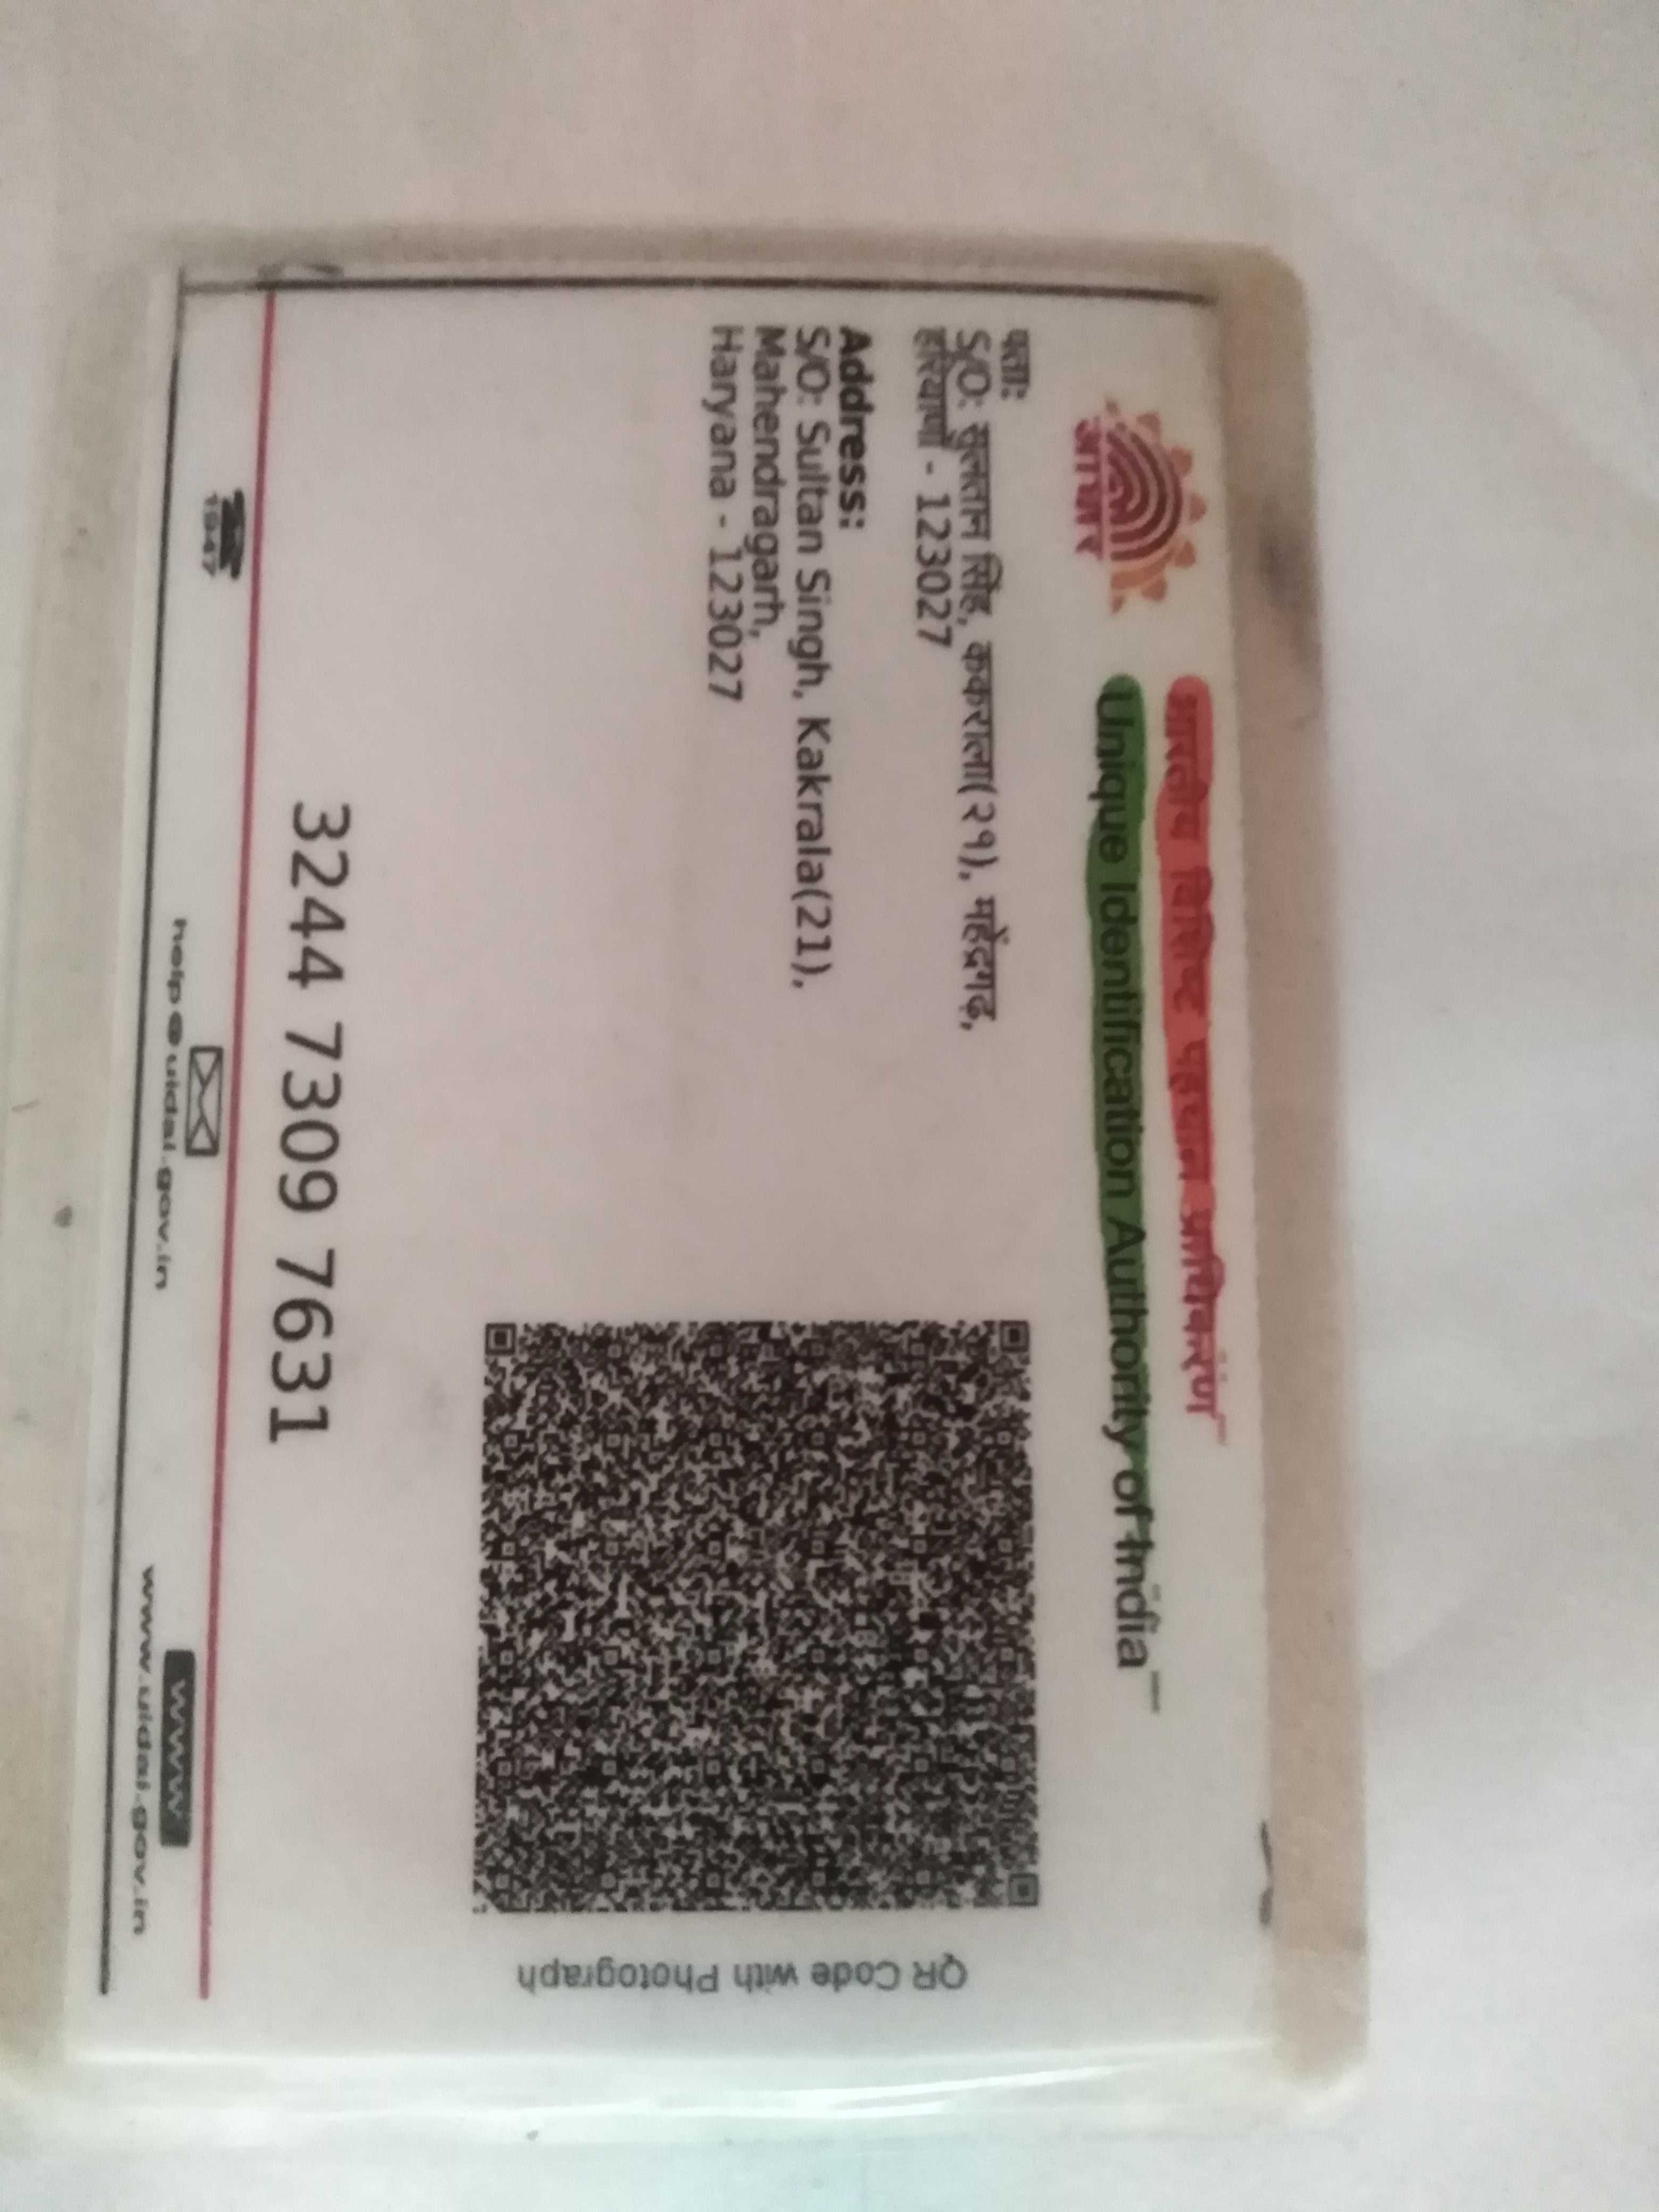 आधार
भारतीय विशिष्ट पहचान प्राधिकरण
Unique Identification Authority of India
पताः
S/O: सुलतान सिंह, ककराला(२१), महेंद्रगढ़,
हरियाणा - 123027
Address:
S/O: Sultan Singh, Kakrala(21),
Mahendragarh,
Haryana - 123027
QR Code with Photograph
3244 7309 7631
1947
help@uidai.gov.in
www
www.uidai.gov.in